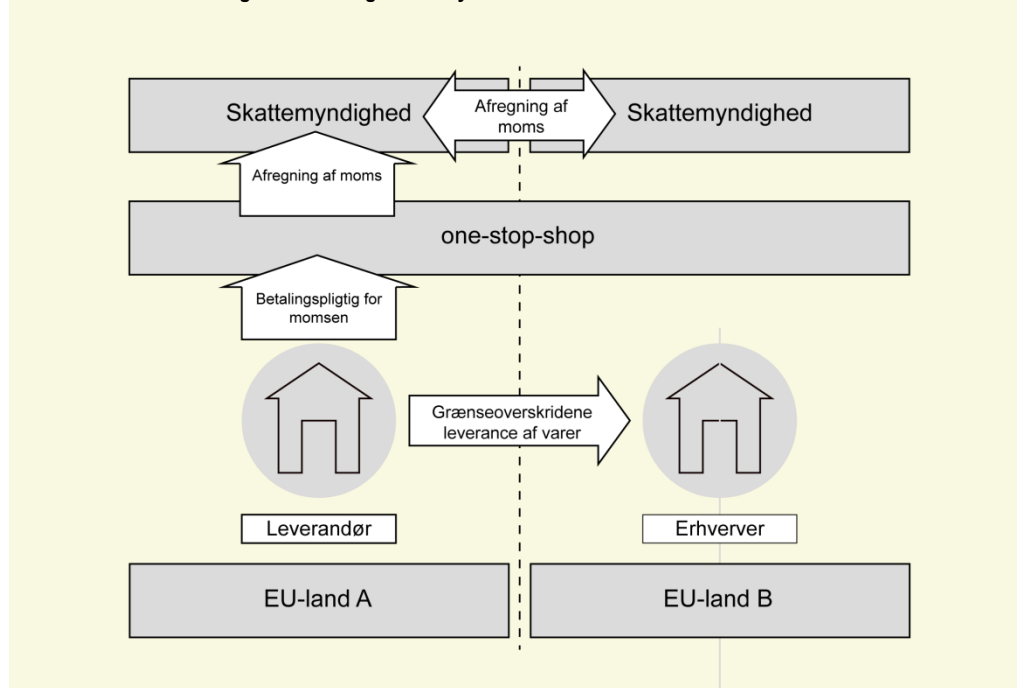 Skattemyndighed
Afregning af
moms
Skattemyndighed
Afregning af moms
one-stop-shop
Betalingspligtig for
momsen
Grænseoverskridene
leverance af varer
Leverandør
Erhverver
EU-land A
EU-land B